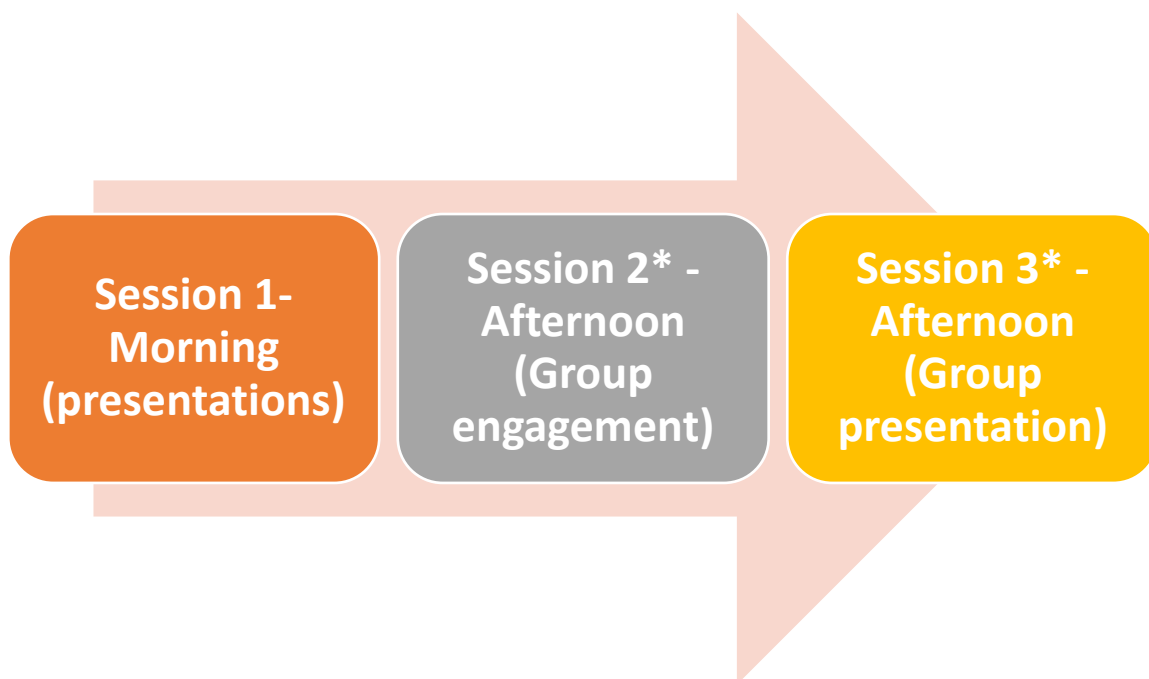 Session 1-
Morning
(presentations)
Session 2* -
Afternoon
(Group
engagement)
Session 3* -
Afternoon
(Group
presentation)